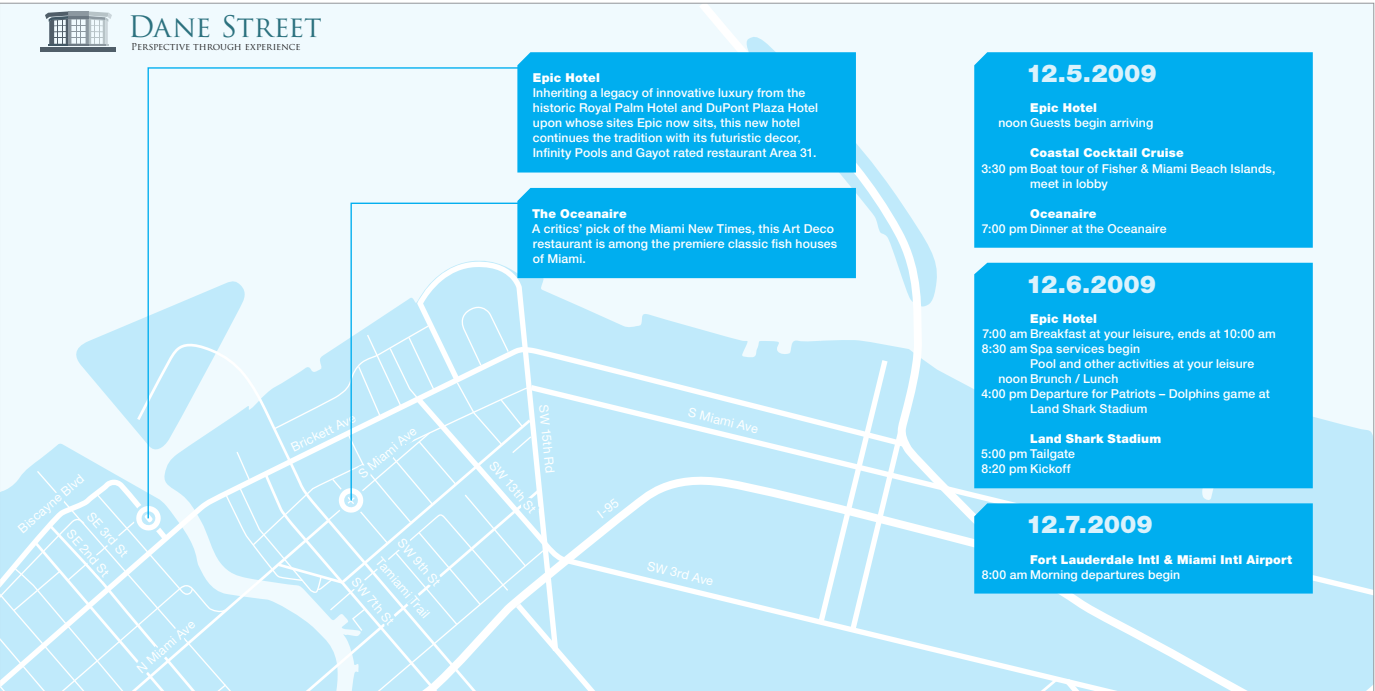 DANE STREET
PERSPECTIVE THROUGH EXPERIENCE
Epic Hotel
Inheriting a legacy of innovative luxury from the
historic Royal Palm Hotel and DuPont Plaza Hotel
upon whose sites Epic now sits, this new hotel
continues the tradition with its futuristic decor,
Infinity Pools and Gayot rated restaurant Area 31.
The Oceanaire
A critics' pick of the Miami New Times, this Art Deco
restaurant is among the premiere classic fish houses
of Miami.
12.5.2009
Epic Hotel
noon Guests begin arriving
Coastal Cocktail Cruise
3:30 pm Boat tour of Fisher & Miami Beach Islands,
meet in lobby
Oceanaire
7:00 pm Dinner at the Oceanaire
12.6.2009
Epic Hotel
7:00 am Breakfast at your leisure, ends at 10:00 am
8:30 am Spa services begin
Pool and other activities at your leisure
noon Brunch / Lunch
4:00 pm Departure for Patriots – Dolphins game at
Land Shark Stadium
Land Shark Stadium
5:00 pm Tailgate
8:20 pm Kickoff
12.7.2009
Fort Lauderdale Intl & Miami Intl Airport
8:00 am Morning departures begin
Brickett Ave
S Miami Ave
SW 15th Rd
S Miami Ave
SW 13th St
I-95
Biscayne Blvd
SE 3rd St
SE 2nd St
SW 9th St
Tamiami Trail
SW 7th St
SW 3rd Ave
N Miami Ave